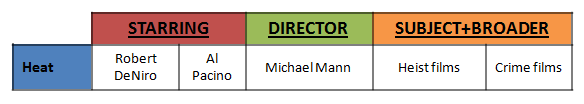 STARRING DIRECTOR SUBJECT+BROADER
Heat Robert DeNiro Al Pacino Michael Mann Heist films Crime films